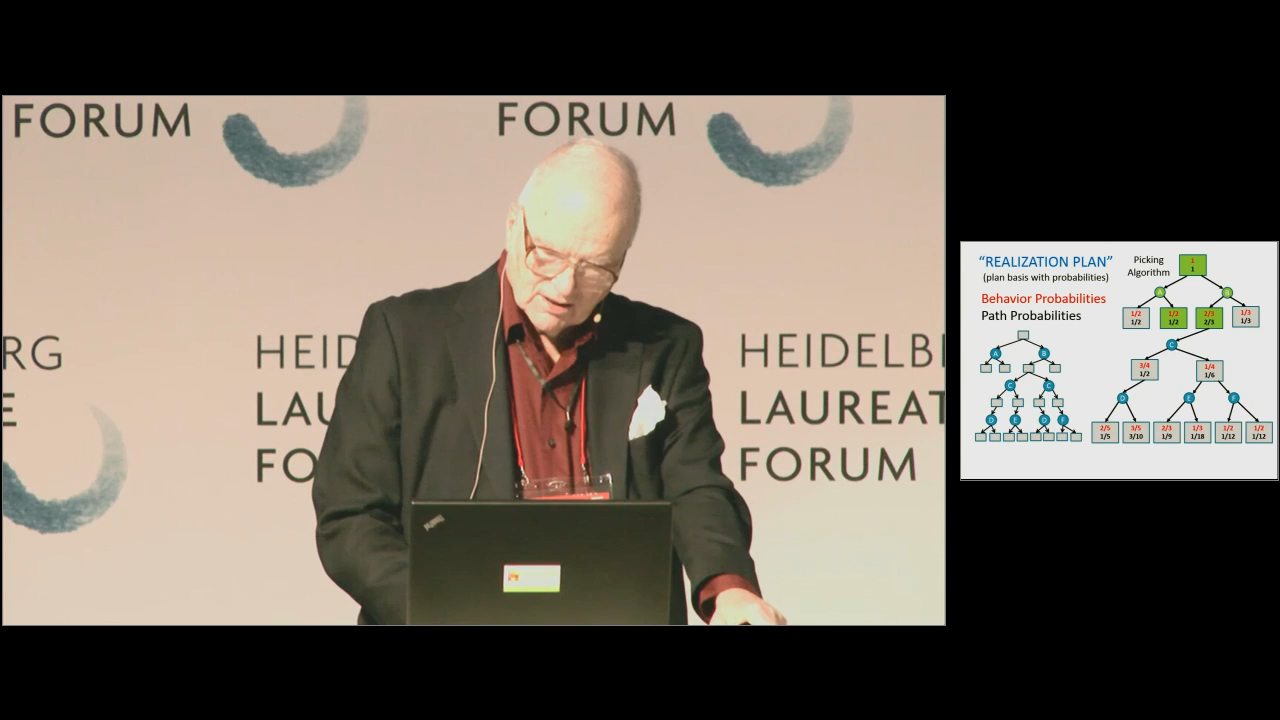 FORUM
FORUM
RG
HEID
HEIDELB
E
LAU
LAUREAT
FO
FORUM
“REALIZATION PLAN”
(plan basis with probabilities)
Picking
Algorithm
Behavior Probabilities
Path Probabilities
1
1
A
B
1/2
1/2
1/2
1/2
2/3
2/3
1/3
1/3
C
3/4
1/2
1/4
1/6
D
E
F
2/5
1/5
3/5
3/10
2/3
1/9
1/3
1/18
1/2
1/12
1/2
1/12
A
B
C
C
D
E
D
F